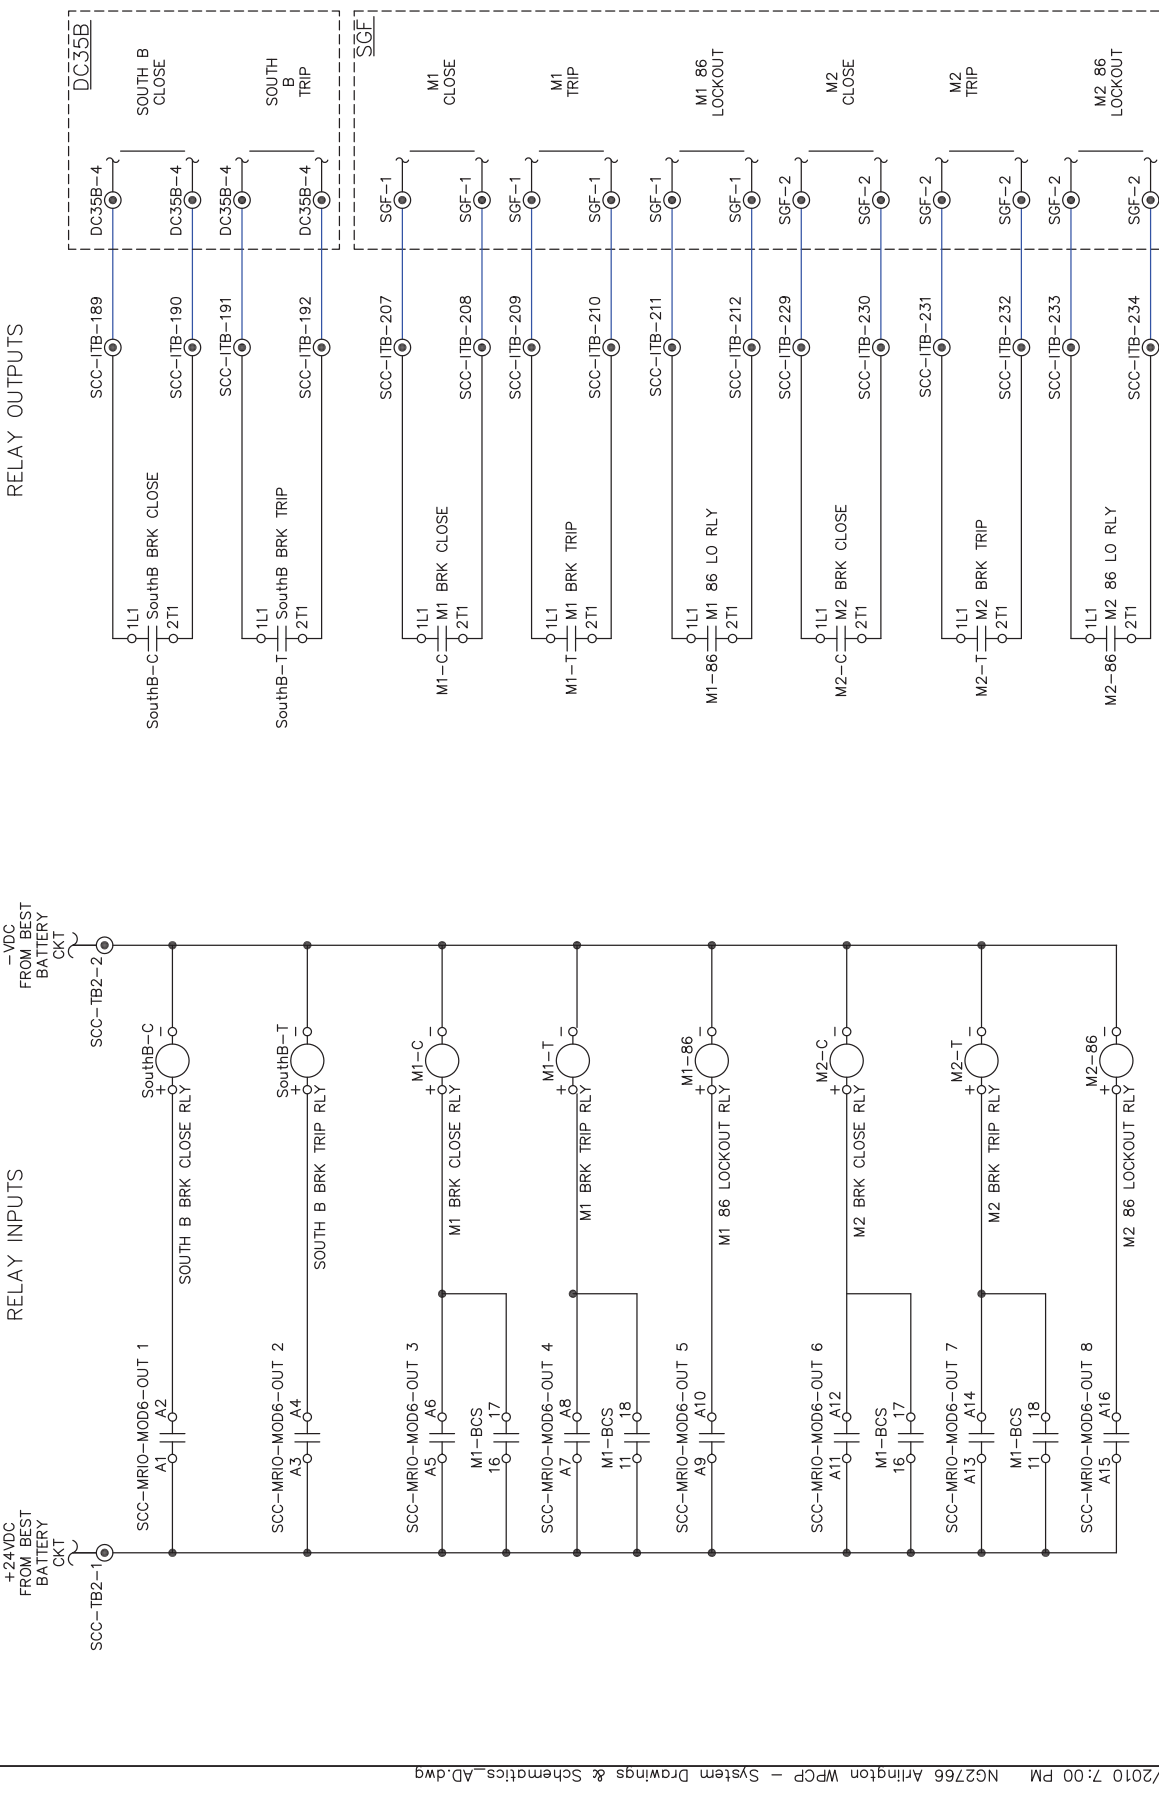 RELAY INPUTS
+24VDC
FROM BEST
BATTERY
CKT
SCC-TB2-1
-VDC
FROM BEST
BATTERY
CKT
SCC-TB2-2
SCC-MRIO-MOD6-OUT 1
A1 A2
SOUTH B BRK CLOSE RLY
+ -
SouthB-C
SCC-MRIO-MOD6-OUT 2
A3 A4
SOUTH B BRK TRIP RLY
+ -
SouthB-T
SCC-MRIO-MOD6-OUT 3
A5 A6
M1 BRK CLOSE RLY
+ -
M1-C
M1-BCS
16 17
SCC-MRIO-MOD6-OUT 4
A7 A8
M1 BRK TRIP RLY
+ -
M1-T
M1-BCS
11 18
SCC-MRIO-MOD6-OUT 5
A9 A10
M1 86 LOCKOUT RLY
+ -
M1-86
SCC-MRIO-MOD6-OUT 6
A11 A12
M2 BRK CLOSE RLY
+ -
M2-C
M1-BCS
16 17
SCC-MRIO-MOD6-OUT 7
A13 A14
M2 BRK TRIP RLY
+ -
M2-T
M1-BCS
11 18
SCC-MRIO-MOD6-OUT 8
A15 A16
M2 86 LOCKOUT RLY
+ -
M2-86
RELAY OUTPUTS
DC35B
SouthB-C
1L1
SouthB BRK CLOSE
2T1
SCC-ITB-189
DC35B-4
SCC-ITB-190
DC35B-4
SOUTH B
CLOSE
SouthB-T
1L1
SouthB BRK TRIP
2T1
SCC-ITB-191
DC35B-4
SCC-ITB-192
DC35B-4
SOUTH
B
TRIP
SGF
M1-C
1L1
M1 BRK CLOSE
2T1
SCC-ITB-207
SGF-1
SCC-ITB-208
SGF-1
M1
CLOSE
M1-T
1L1
M1 BRK TRIP
2T1
SCC-ITB-209
SGF-1
SCC-ITB-210
SGF-1
M1
TRIP
M1-86
1L1
M1 86 LO RLY
2T1
SCC-ITB-211
SGF-1
SCC-ITB-212
SGF-1
M1 86
LOCKOUT
M2-C
1L1
M2 BRK CLOSE
2T1
SCC-ITB-229
SGF-2
SCC-ITB-230
SGF-2
M2
CLOSE
M2-T
1L1
M2 BRK TRIP
2T1
SCC-ITB-231
SGF-2
SCC-ITB-232
SGF-2
M2
TRIP
M2-86
1L1
M2 86 LO RLY
2T1
SCC-ITB-233
SGF-2
SCC-ITB-234
SGF-2
M2 86
LOCKOUT
/2010 7:00 PM NG2766 Arlington WPCP - System Drawings & Schematics_AD.dwg